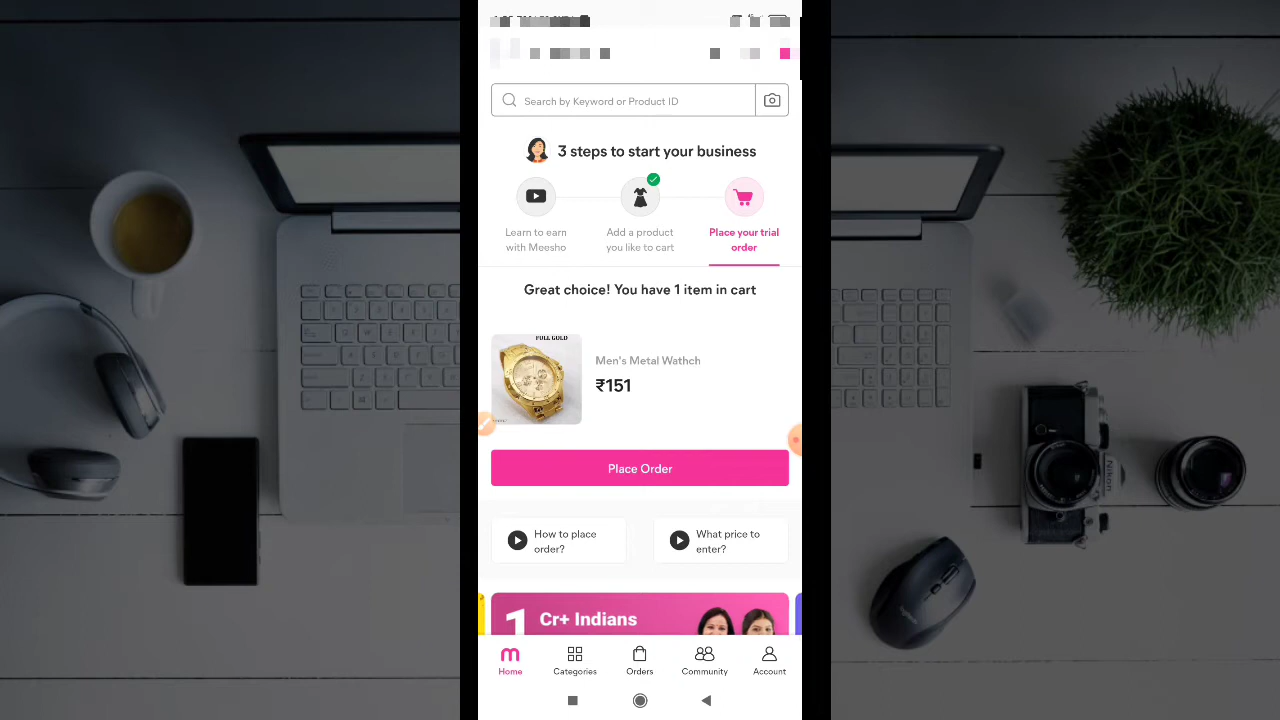 Search by Keyword or Product ID
3 steps to start your business
Learn to earn
with Meesho
Add a product
you like to cart
Place your trial
order
Great choice! You have 1 item in cart
FULL GOLD
Men's Metal Wathch
₹151
Place Order
How to place
order?
What price to
enter?
1 Cr+ Indians
Home
Categories
Orders
Community
Account
Nikon